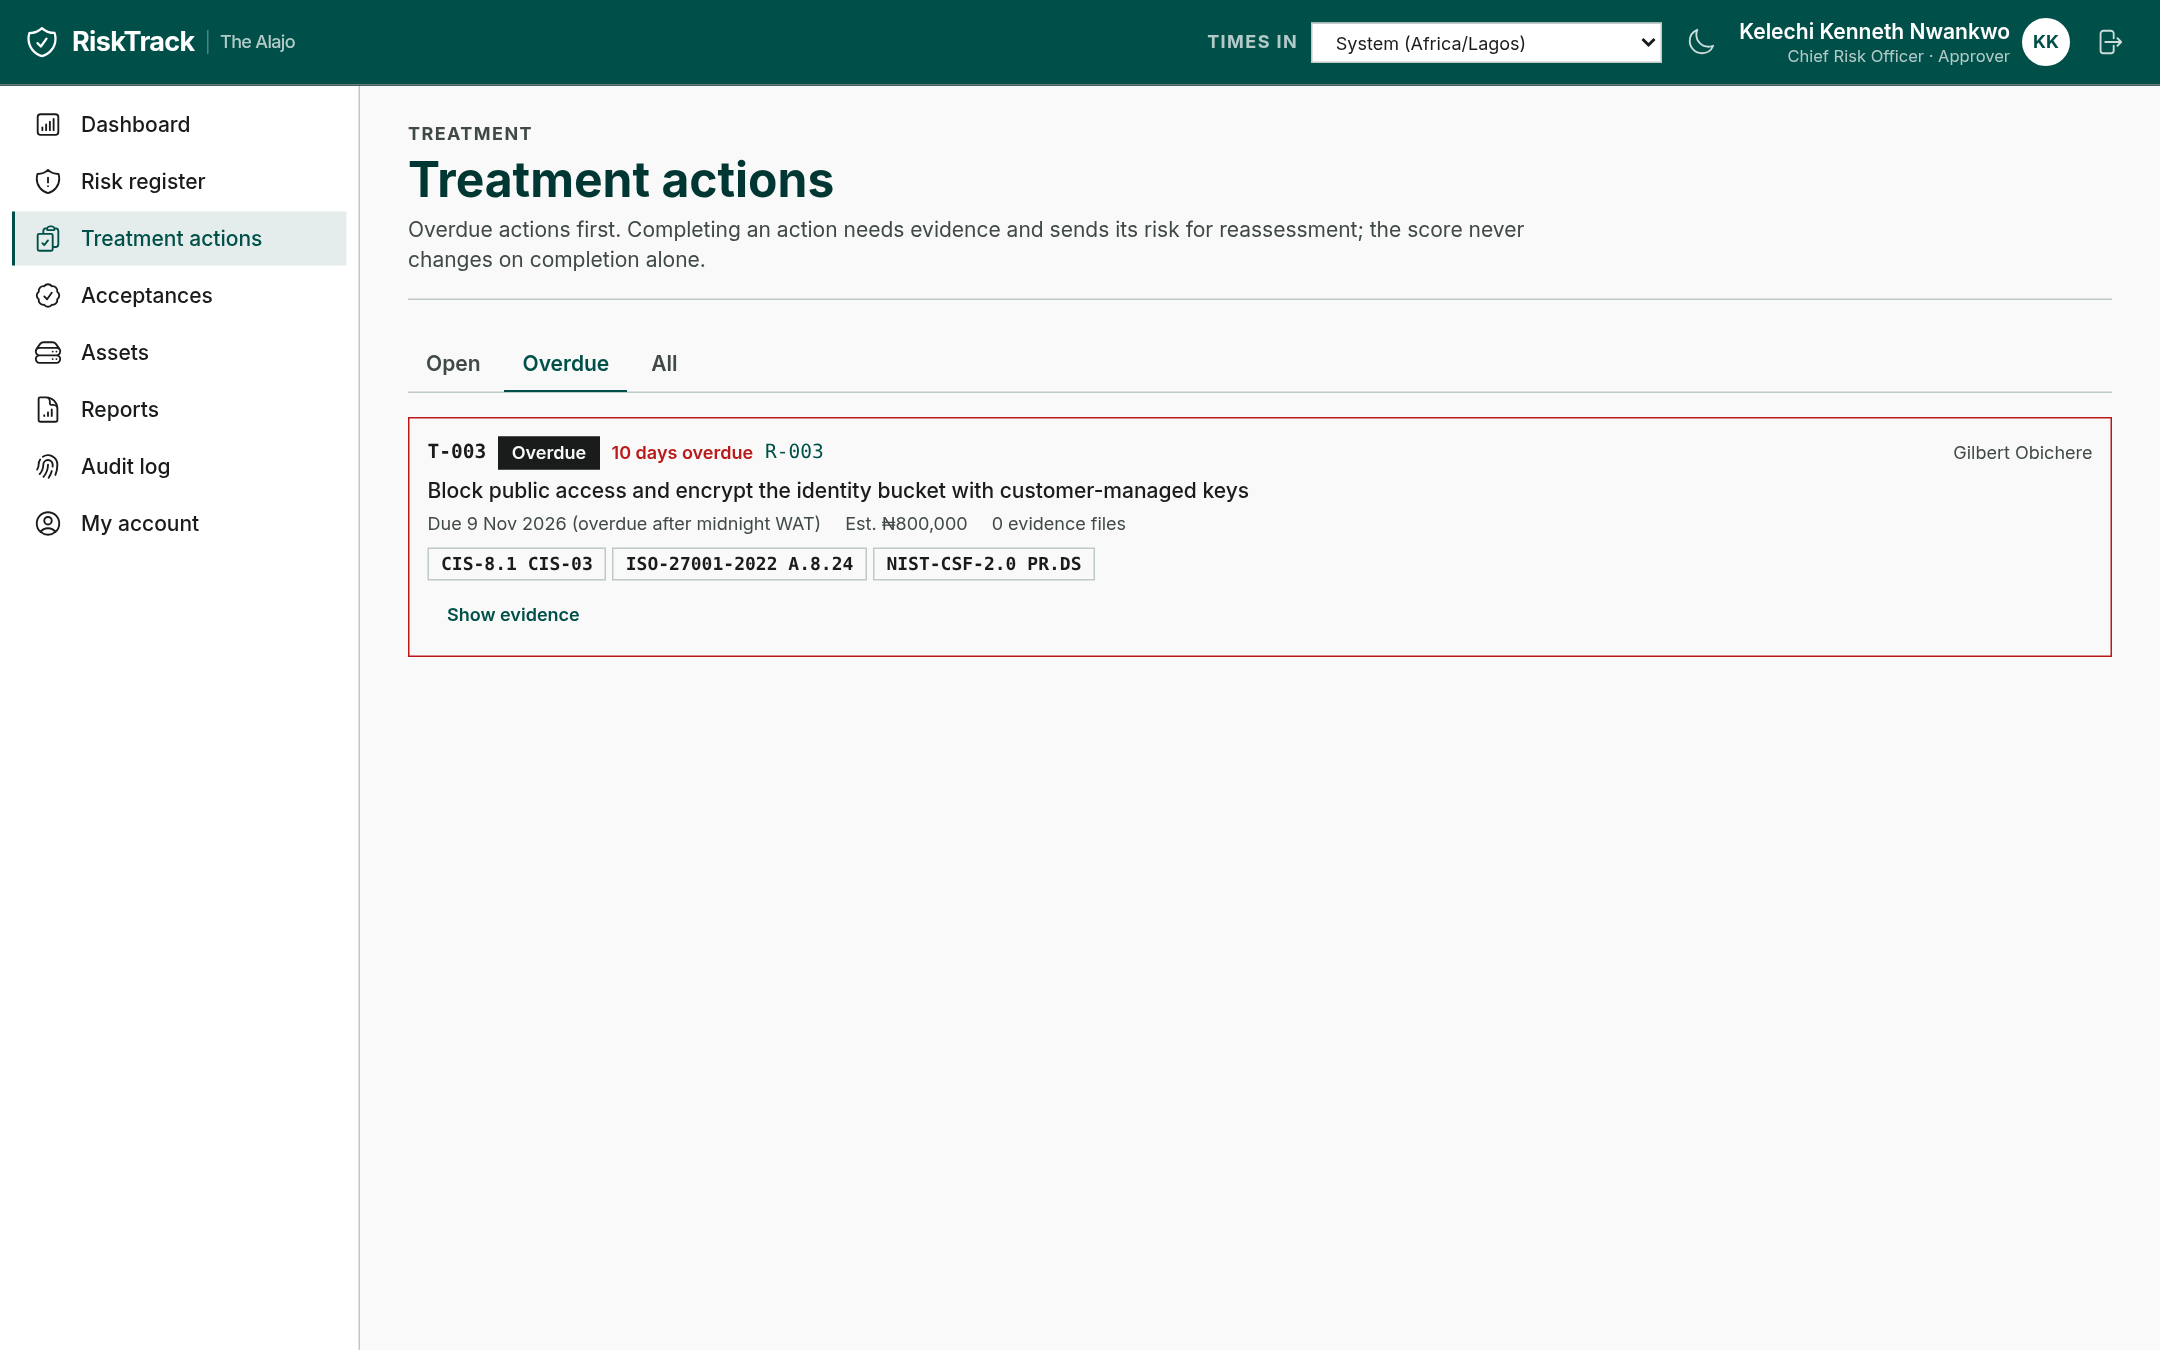 RiskTrack
The Alajo
TIMES IN
System (Africa/Lagos)
Kelechi Kenneth Nwankwo
Chief Risk Officer · Approver
KK
Dashboard
Risk register
Treatment actions
Acceptances
Assets
Reports
Audit log
My account
TREATMENT
Treatment actions
Overdue actions first. Completing an action needs evidence and sends its risk for reassessment; the score never
changes on completion alone.
Open Overdue All
T-003 Overdue 10 days overdue R-003 Gilbert Obichere
Block public access and encrypt the identity bucket with customer-managed keys
Due 9 Nov 2026 (overdue after midnight WAT) Est. ₦800,000 0 evidence files
CIS-8.1 CIS-03 ISO-27001-2022 A.8.24 NIST-CSF-2.0 PR.DS
Show evidence